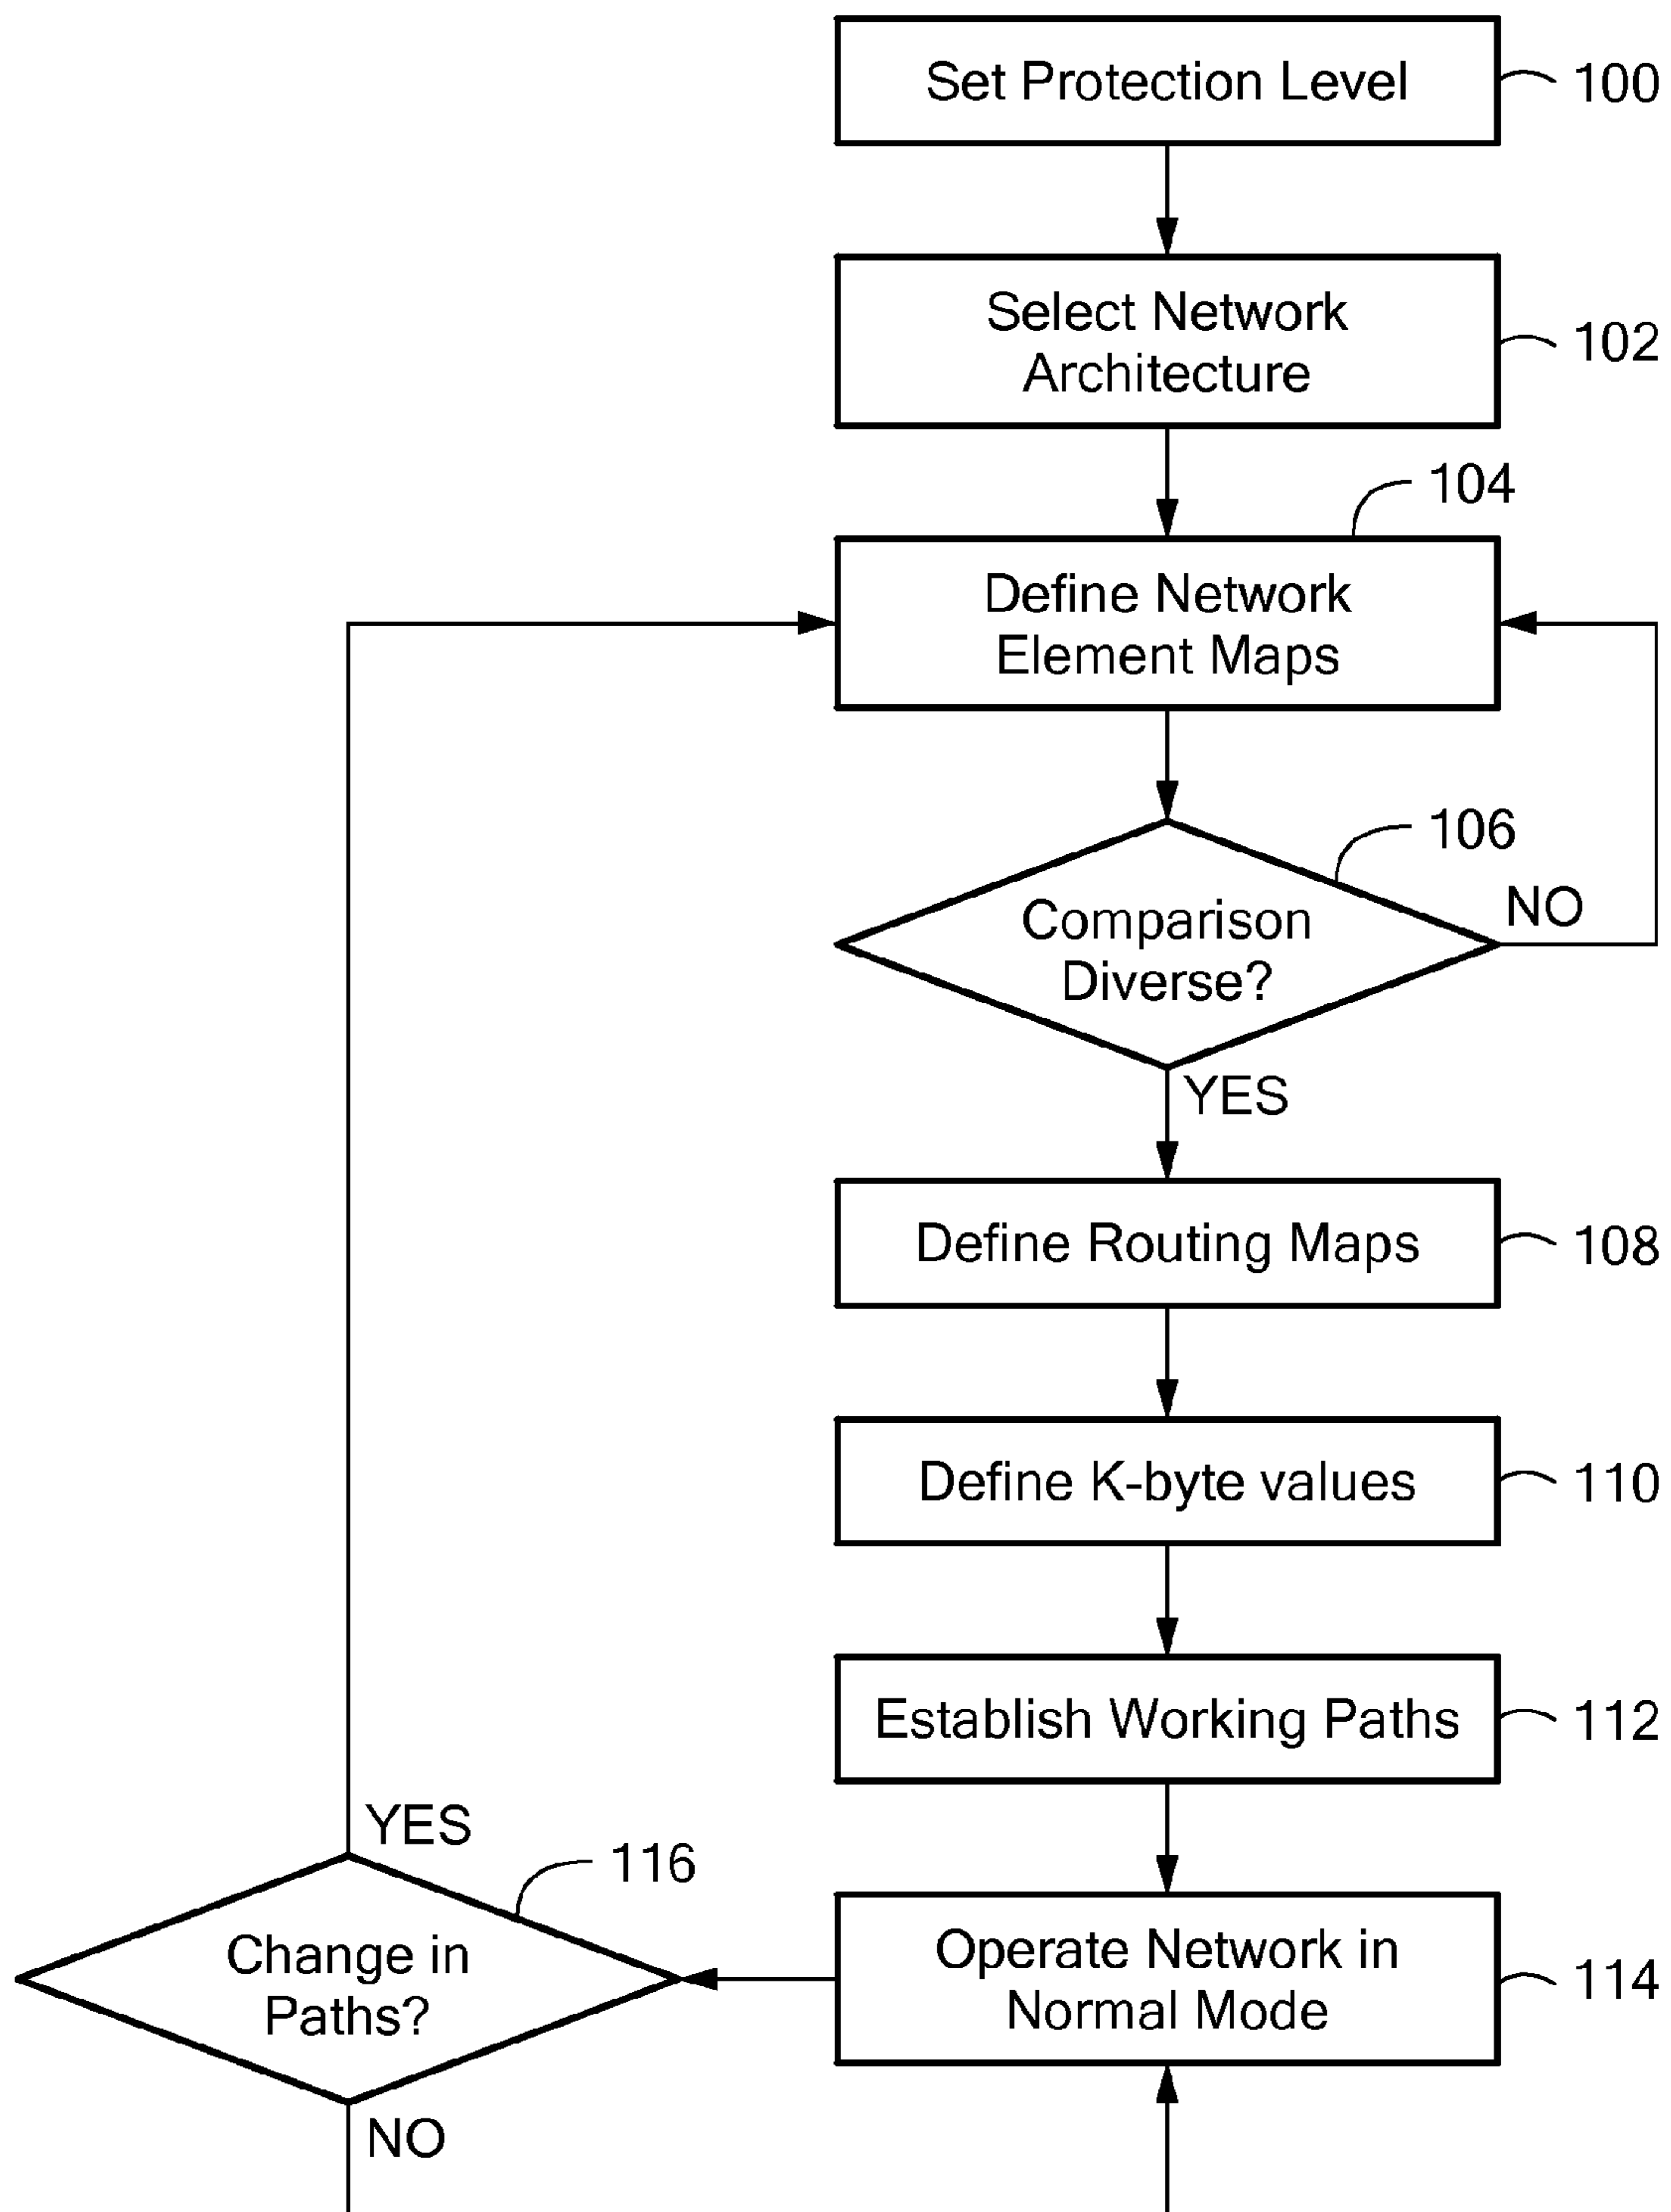 Set Protection Level
100
Select Network
Architecture
102
104
Define Network
Element Maps
106
Comparison
Diverse?
NO
YES
Define Routing Maps
108
Define K-byte values
110
Establish Working Paths
112
YES
116
Change in
Paths?
Operate Network in
Normal Mode
114
NO